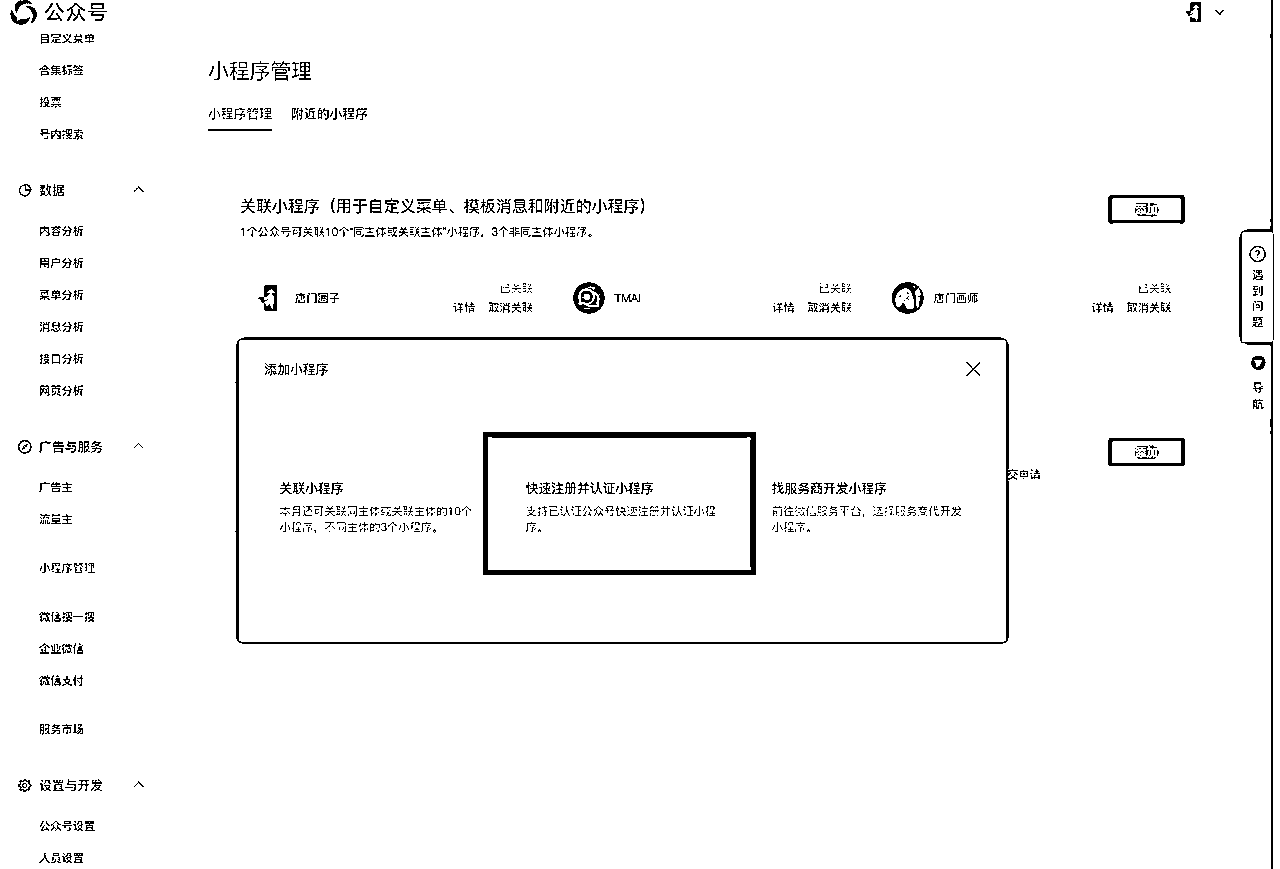 公众号
自定义菜单
合集标签
投票
号内搜索
数据
内容分析
用户分析
菜单分析
消息分析
接口分析
网页分析
广告与服务
广告主
流量主
小程序管理
微信搜一搜
企业微信
微信支付
服务市场
设置与开发
公众号设置
人员设置
小程序管理
小程序管理 附近的小程序
关联小程序（用于自定义菜单、模板消息和附近的小程序）
添加
1个公众号可关联10个“同主体或关联主体”小程序，3个非同主体小程序。
唐门圈子
已关联
详情 取消关联
TMAI
已关联
详情 取消关联
唐门画师
已关联
详情 取消关联
添加小程序
关联小程序
本月还可关联同主体或关联主体的10个
小程序，不同主体的3个小程序。
快速注册并认证小程序
支持已认证公众号快速注册并认证小程
序。
找服务商开发小程序
前往微信服务平台，选择服务商代开发
小程序。
添加
交申请
遇到问题
导航